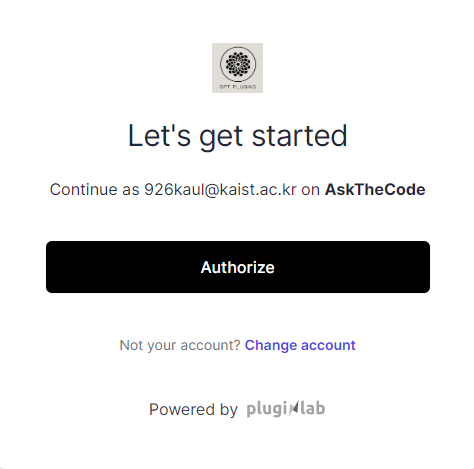 GPT PLUGINS
Let's get started
Continue as 926kaul@kaist.ac.kr on AskTheCode
Authorize
Not your account? Change account
Powered by pluginlab